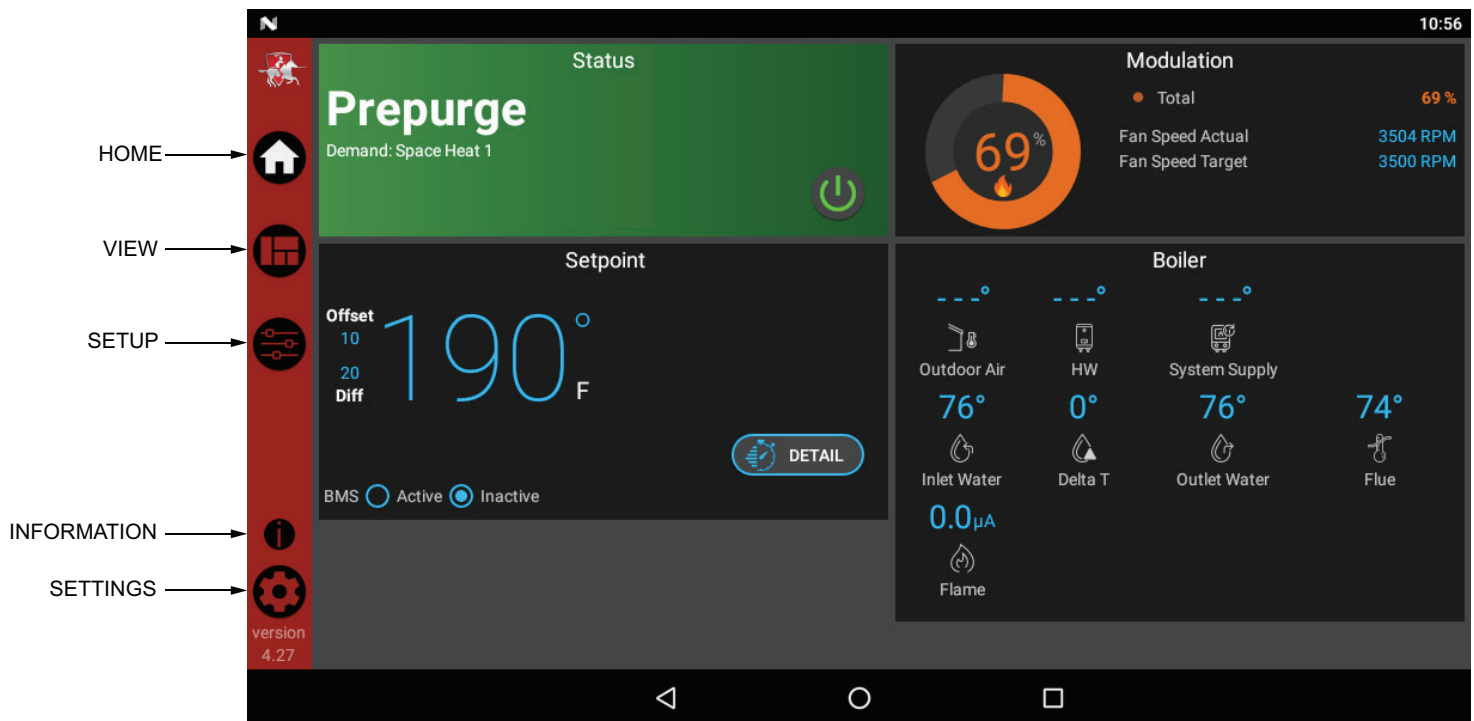 10:56
HOME
VIEW
SETUP
INFORMATION
SETTINGS
version
4.27
Status
Prepurge
Demand: Space Heat 1
Modulation
69%
Total 69 %
Fan Speed Actual 3504 RPM
Fan Speed Target 3500 RPM
Setpoint
Offset
10
20
Diff
190°
F
DETAIL
BMS Active Inactive
Boiler
- - -° - - -° - - -°
Outdoor Air HW System Supply
76° 0° 76° 74°
Inlet Water Delta T Outlet Water Flue
0.0µA
Flame